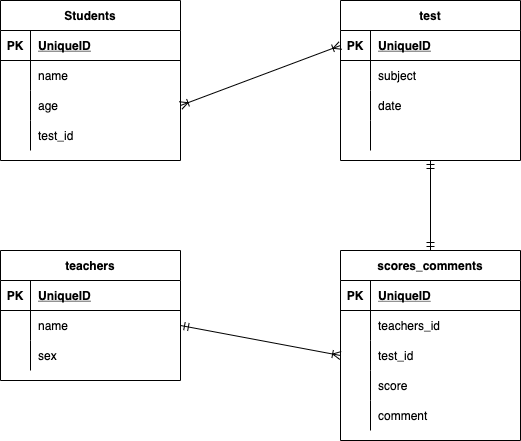 Students
PK UniqueID
name
age
test_id
test
PK UniqueID
subject
date
teachers
PK UniqueID
name
sex
scores_comments
PK UniqueID
teachers_id
test_id
score
comment